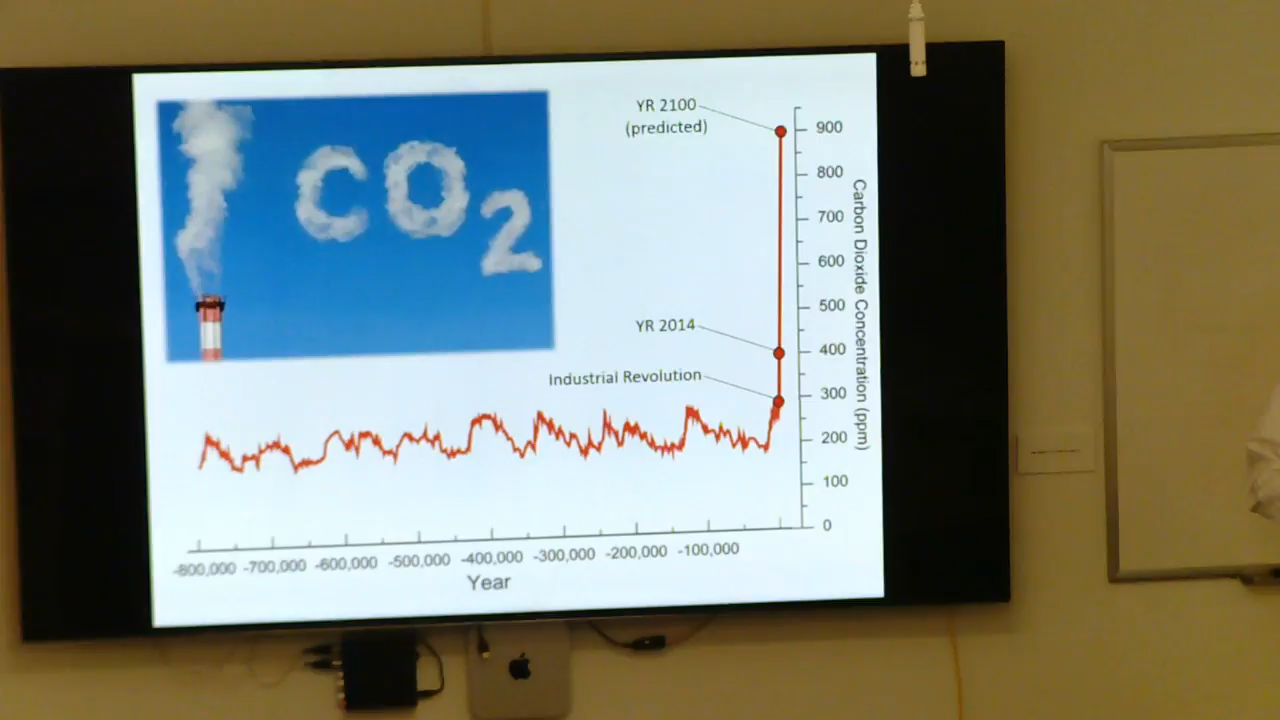 CO2
YR 2100
(predicted)
YR 2014
Industrial Revolution
900
800
700
600
500
400
300
200
100
0
Carbon Dioxide Concentration (ppm)
-800,000 -700,000 -600,000 -500,000 -400,000 -300,000 -200,000 -100,000
Year